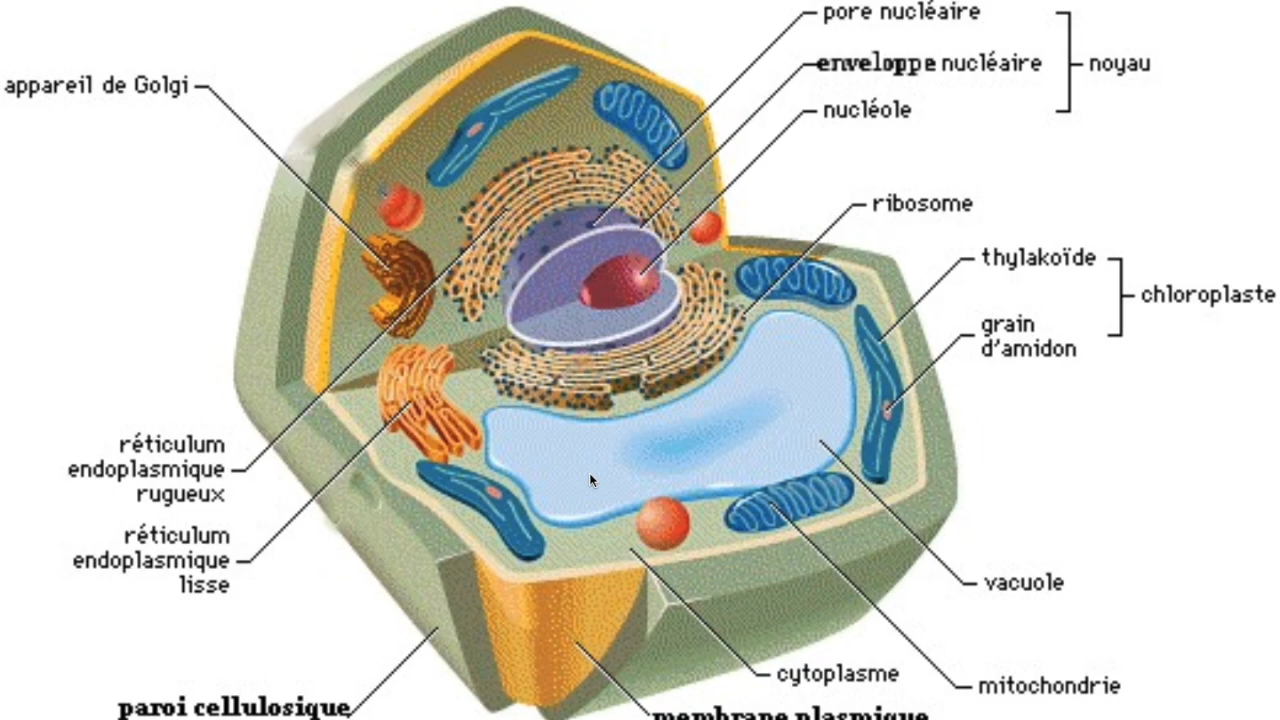 pore nucléaire
enveloppe nucléaire
noyau
nucléole
appareil de Golgi
ribosome
thylakoïde
chloroplaste
grain
d'amidon
réticulum
endoplasmique
rugueux
réticulum
endoplasmique
lisse
vacuole
cytoplasme
mitochondrie
paroi cellulosique
membrane plasmique